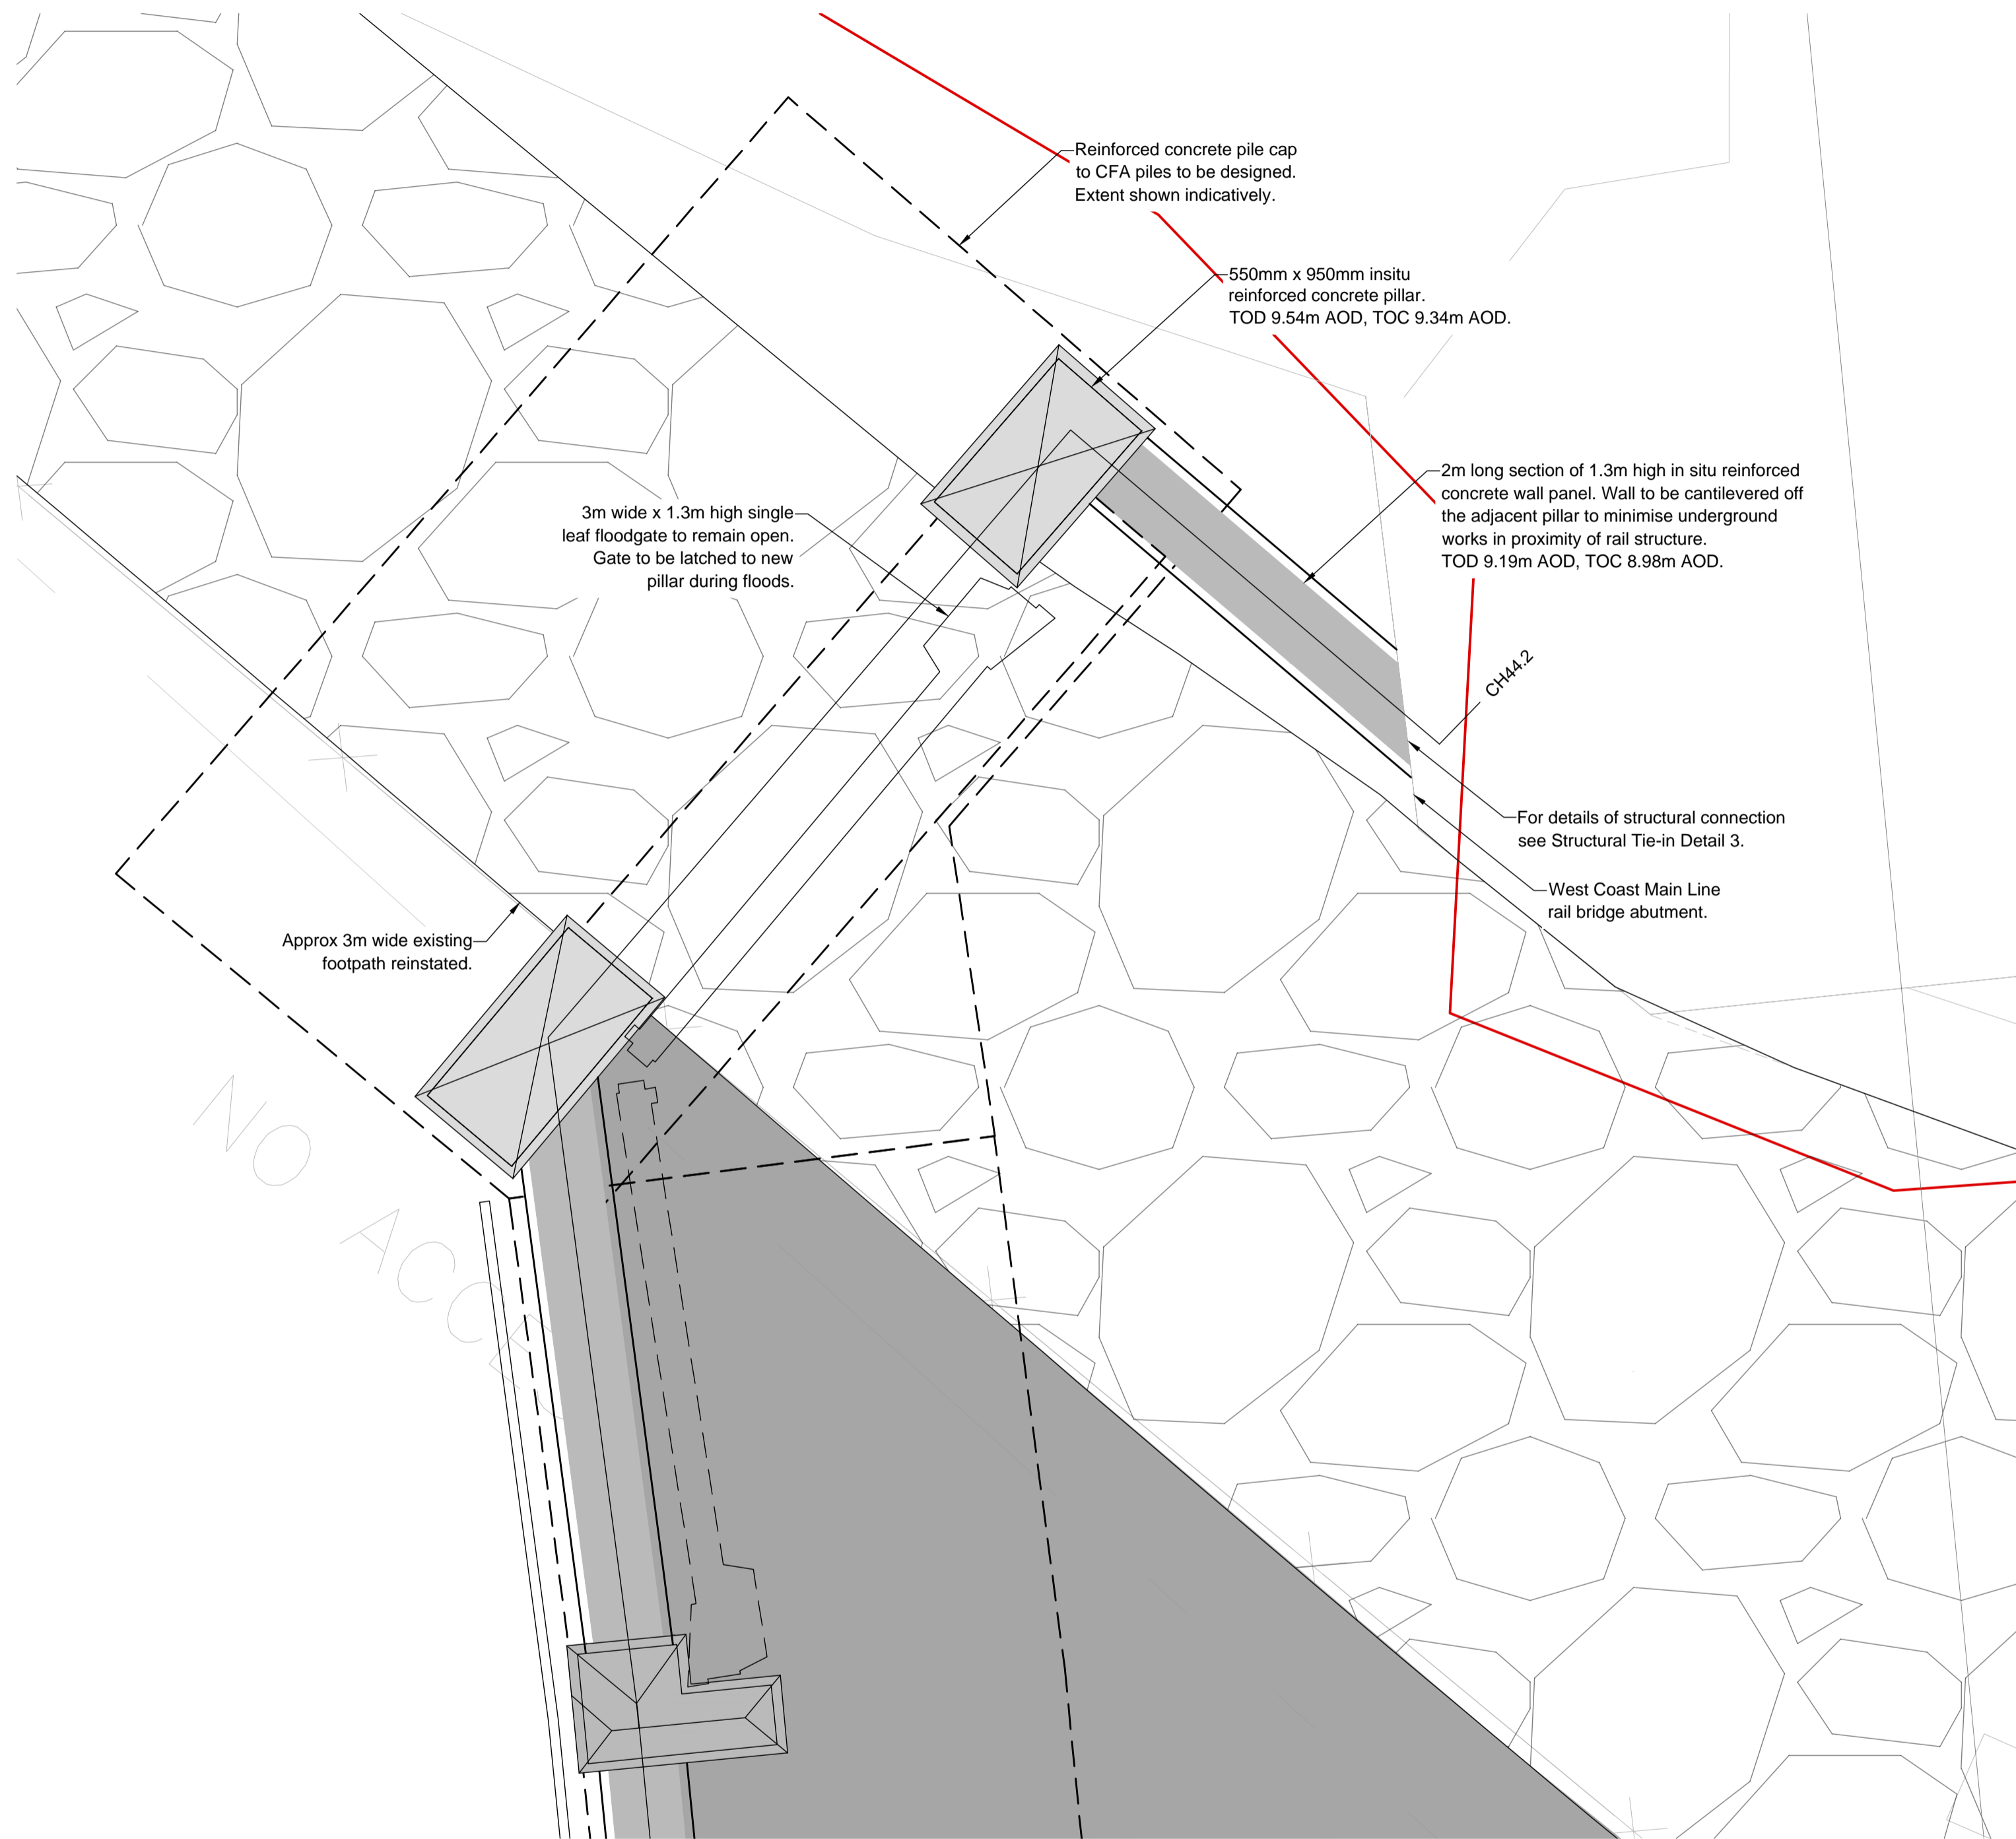 Reinforced concrete pile cap
to CFA piles to be designed.
Extent shown indicatively.
550mm x 950mm insitu
reinforced concrete pillar.
TOD 9.54m AOD, TOC 9.34m AOD.
2m long section of 1.3m high in situ reinforced
concrete wall panel. Wall to be cantilevered off
the adjacent pillar to minimise underground
works in proximity of rail structure.
TOD 9.19m AOD, TOC 8.98m AOD.
3m wide x 1.3m high single
leaf floodgate to remain open.
Gate to be latched to new
pillar during floods.
CH44.2
For details of structural connection
see Structural Tie-in Detail 3.
West Coast Main Line
rail bridge abutment.
Approx 3m wide existing
footpath reinstated.
NO